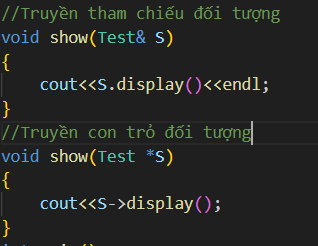 //Truyền tham chiếu đối tượng
void show(Test& S)
{
    cout<<S.display()<<endl;
}
//Truyền con trỏ đối tượng
void show(Test *S)
{
    cout<<S->display();
}